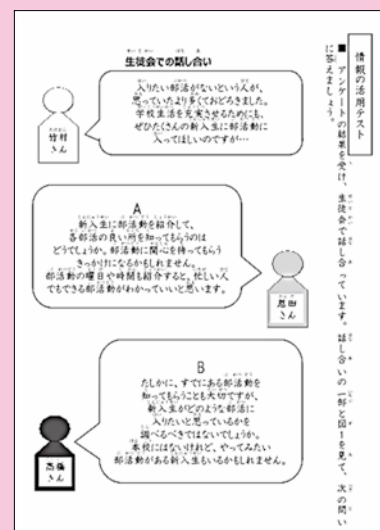 情報の活用テスト
■ アンケートの結果を受け、生徒会で話し合っています。話し合いの一部と図1を見て、次の問い
に答えましょう。
生徒会での話し合い
入りたい部活がないという人が、
思っていたより多くておどろきました。
学校生活を充実させるためにも、
ぜひたくさんの新入生に部活動に
入ってほしいのですが…
竹村
さん
A
新入生に部活動を紹介して、
各部活の良い所を知ってもらうのは
どうでしょうか。部活動に関心を持ってもらう
きっかけになるかもしれません。
部活動の曜日や時間も紹介すると、忙しい人
でもできる部活動がわかっていいと思います。
恩田
さん
B
たしかに、すでにある部活動を
知ってもらうことも大切ですが、
新入生がどのような部活に
入りたいと思っているかを
調べるべきではないでしょうか。
本校にはないけれど、やってみたい
部活動がある新入生もいるかもしれません。
高橋
さん